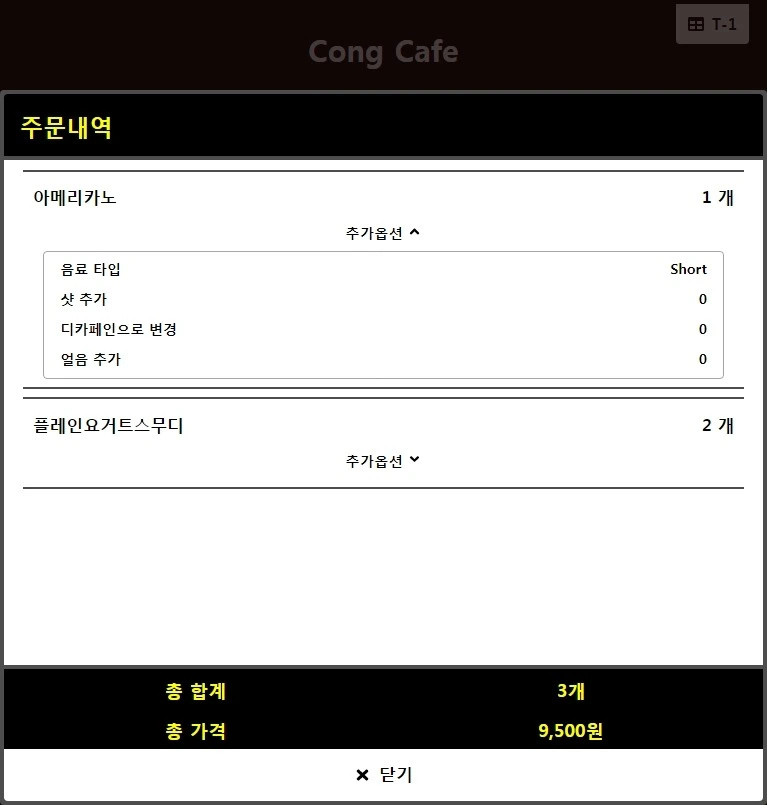 T-1
Cong Cafe
주문내역
아메리카노 1 개
추가옵션
음료 타입 Short
샷 추가 0
디카페인으로 변경 0
얼음 추가 0
플레인요거트스무디 2 개
추가옵션
총 합계 3개
총 가격 9,500원
닫기